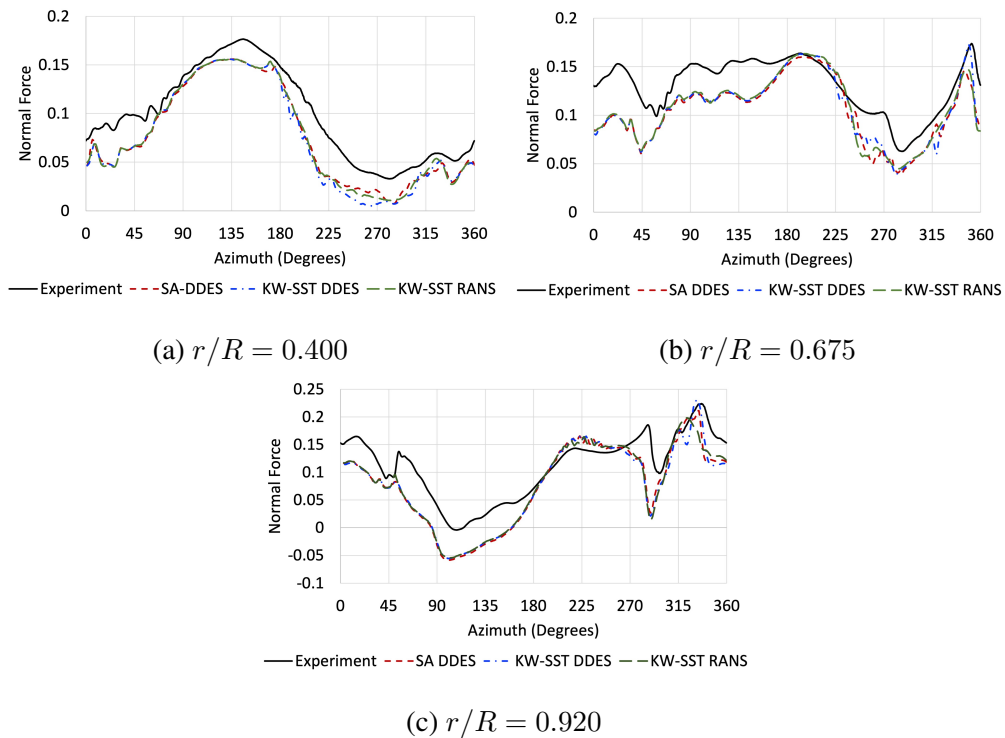 0.2
0.15
0.1
0.05
0
Normal Force
0 45 90 135 180 225 270 315 360
Azimuth (Degrees)
Experiment SA-DDES KW-SST DDES KW-SST RANS
(a) r/R = 0.400
0.2
0.15
0.1
0.05
0
Normal Force
0 45 90 135 180 225 270 315 360
Azimuth (Degrees)
Experiment SA DDES KW-SST DDES KW-SST RANS
(b) r/R = 0.675
0.25
0.2
0.15
0.1
0.05
0
-0.05
-0.1
Normal Force
0 45 90 135 180 225 270 315 360
Azimuth (Degrees)
Experiment SA DDES KW-SST DDES KW-SST RANS
(c) r/R = 0.920